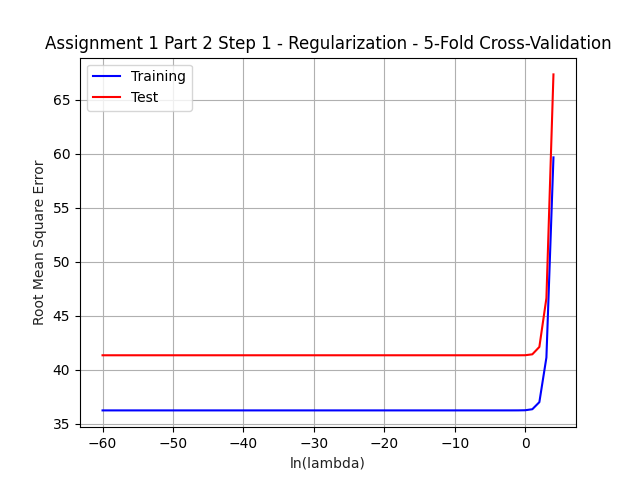 Assignment 1 Part 2 Step 1 - Regularization - 5-Fold Cross-Validation
Training
Test
65
60
55
50
45
40
35
Root Mean Square Error
−60
−50
−40
−30
−20
−10
0
ln(lambda)